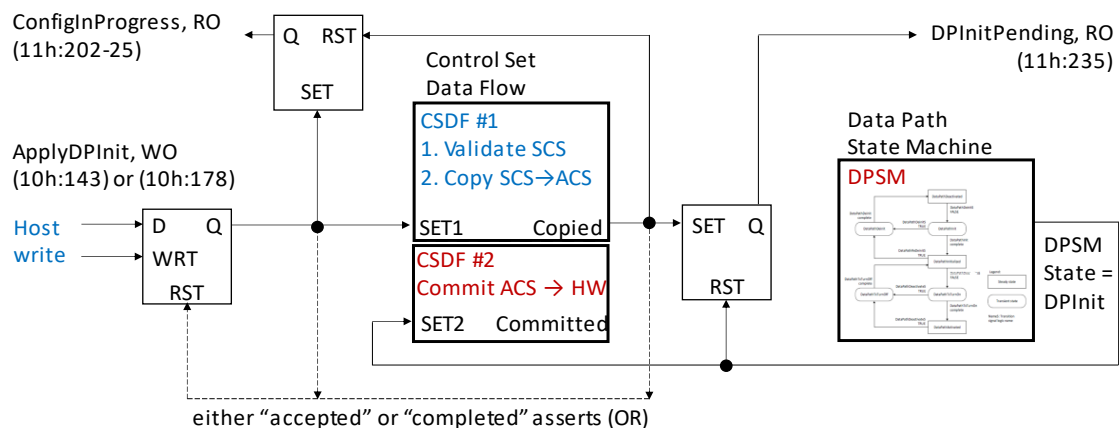 ConfigInProgress, RO
(11h:202-25)
Q RST
SET
DPInitPending, RO
(11h:235)
Control Set
Data Flow
CSDF #1
1. Validate SCS
2. Copy SCS→ACS
SET1 Copied
CSDF #2
Commit ACS → HW
SET2 Committed
ApplyDPInit, WO
(10h:143) or (10h:178)
Host
write
D Q
WRT
RST
SET Q
RST
Data Path
State Machine
DPSM
DPSM
State =
DPInit
either “accepted” or “completed” asserts (OR)